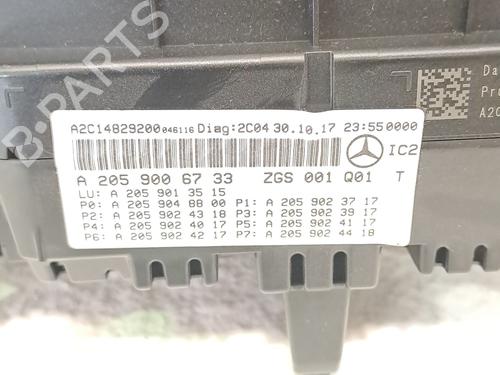 B-PARTS
A2C14829200 046116 Diag:2C04 30.10.17 23:55 0000
IC2
A 205 900 67 33 ZGS 001 Q01 T
LU: A 205 901 35 15
P0: A 205 904 88 00 P1: A 205 902 37 17
P2: A 205 902 43 18 P3: A 205 902 39 17
P4: A 205 902 40 17 P5: A 205 902 41 17
P6: A 205 902 42 17 P7: A 205 902 44 18
Da
Pr
A2C